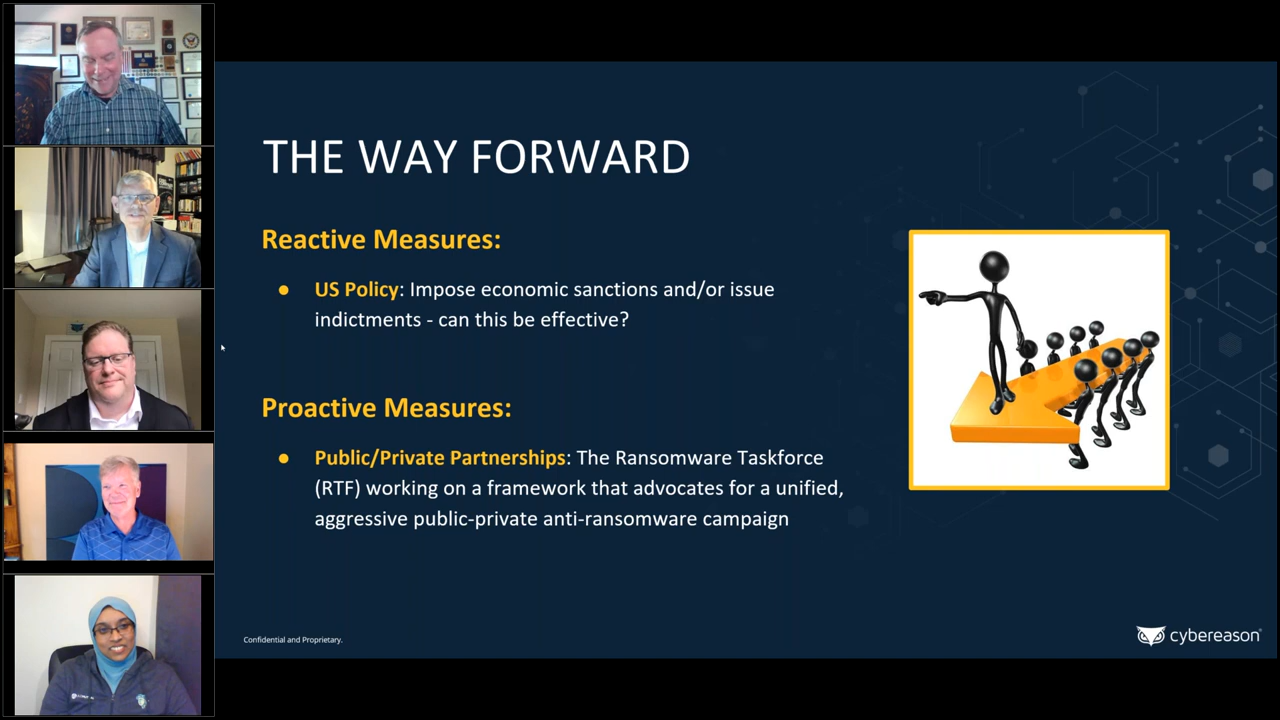 THE WAY FORWARD
Reactive Measures:
● US Policy: Impose economic sanctions and/or issue
indictments - can this be effective?
Proactive Measures:
● Public/Private Partnerships: The Ransomware Taskforce
(RTF) working on a framework that advocates for a unified,
aggressive public-private anti-ransomware campaign
Confidential and Proprietary.
cybereason